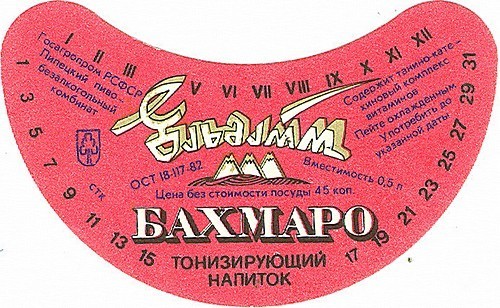 I II III V VI VII VIII IX X XI XII
Госагропром РСФСР
Липецкий пиво-
безалкогольный
комбинат
Содержит танино-кате-
хиновый комплекс
витаминов
Пейте охлажденным
Употребить до
указанной даты
ОСТ 18-117-82
Вместимость 0,5 л
Цена без стоимости посуды 45 коп.
стк
БАХМАРО
ТОНИЗИРУЮЩИЙ
НАПИТОК
1 3 5 7 9 11 13 15 17 19 21 23 25 27 29 31